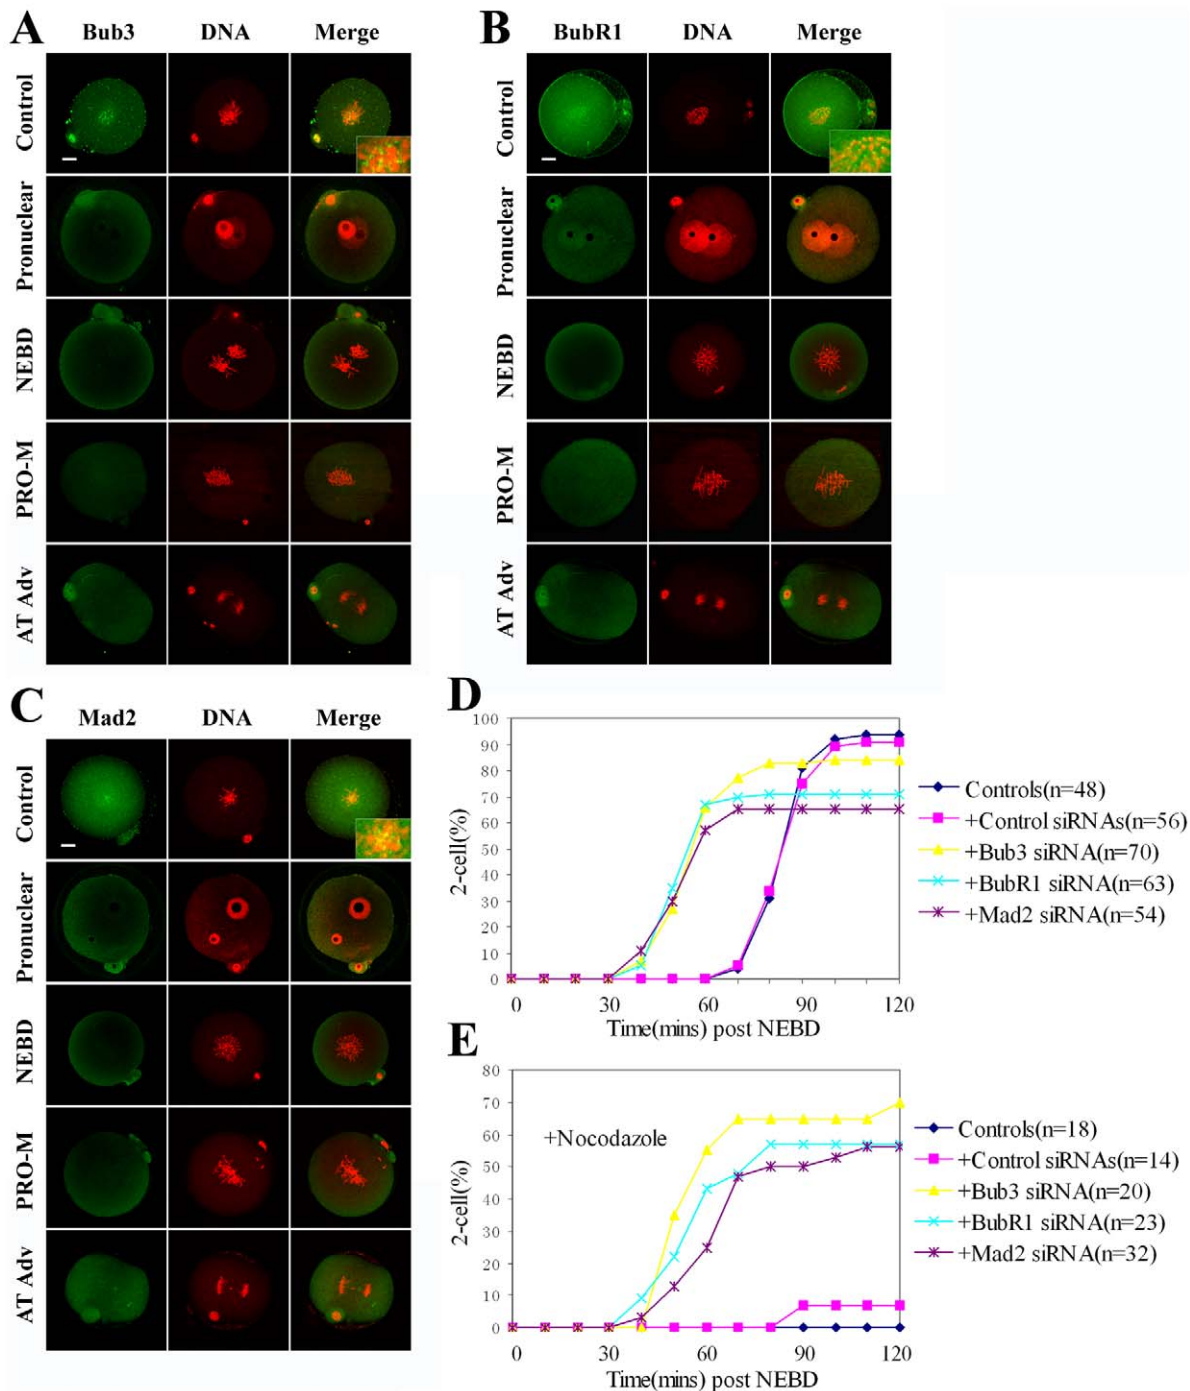 A
Bub3 DNA Merge
Control
Pronuclear
NEBD
PRO-M
AT Adv
B
BubR1 DNA Merge
Control
Pronuclear
NEBD
PRO-M
AT Adv
C
Mad2 DNA Merge
Control
Pronuclear
NEBD
PRO-M
AT Adv
D
100
90
80
70
60
50
40
30
20
10
0
2-cell(%)
0 30 60 90 120
Time(mins) post NEBD
Controls(n=48)
+Control siRNAs(n=56)
+Bub3 siRNA(n=70)
+BubR1 siRNA(n=63)
+Mad2 siRNA(n=54)
E
80
70
60
50
40
30
20
10
0
2-cell(%)
+Nocodazole
0 30 60 90 120
Time(mins) post NEBD
Controls(n=18)
+Control siRNAs(n=14)
+Bub3 siRNA(n=20)
+BubR1 siRNA(n=23)
+Mad2 siRNA(n=32)